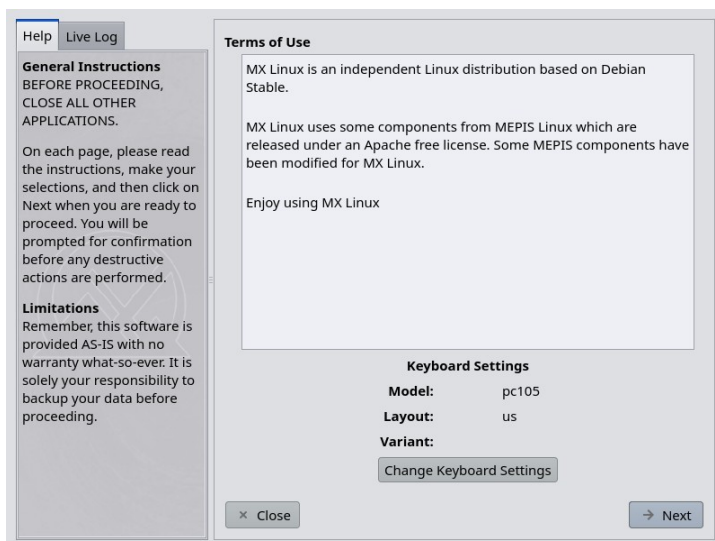 Help
Live Log
General Instructions
BEFORE PROCEEDING,
CLOSE ALL OTHER
APPLICATIONS.
On each page, please read
the instructions, make your
selections, and then click on
Next when you are ready to
proceed. You will be
prompted for confirmation
before any destructive
actions are performed.
Limitations
Remember, this software is
provided AS-IS with no
warranty what-so-ever. It is
solely your responsibility to
backup your data before
proceeding.
Terms of Use
MX Linux is an independent Linux distribution based on Debian
Stable.
MX Linux uses some components from MEPIS Linux which are
released under an Apache free license. Some MEPIS components have
been modified for MX Linux.
Enjoy using MX Linux
Keyboard Settings
Model: pc105
Layout: us
Variant:
Change Keyboard Settings
Close
Next